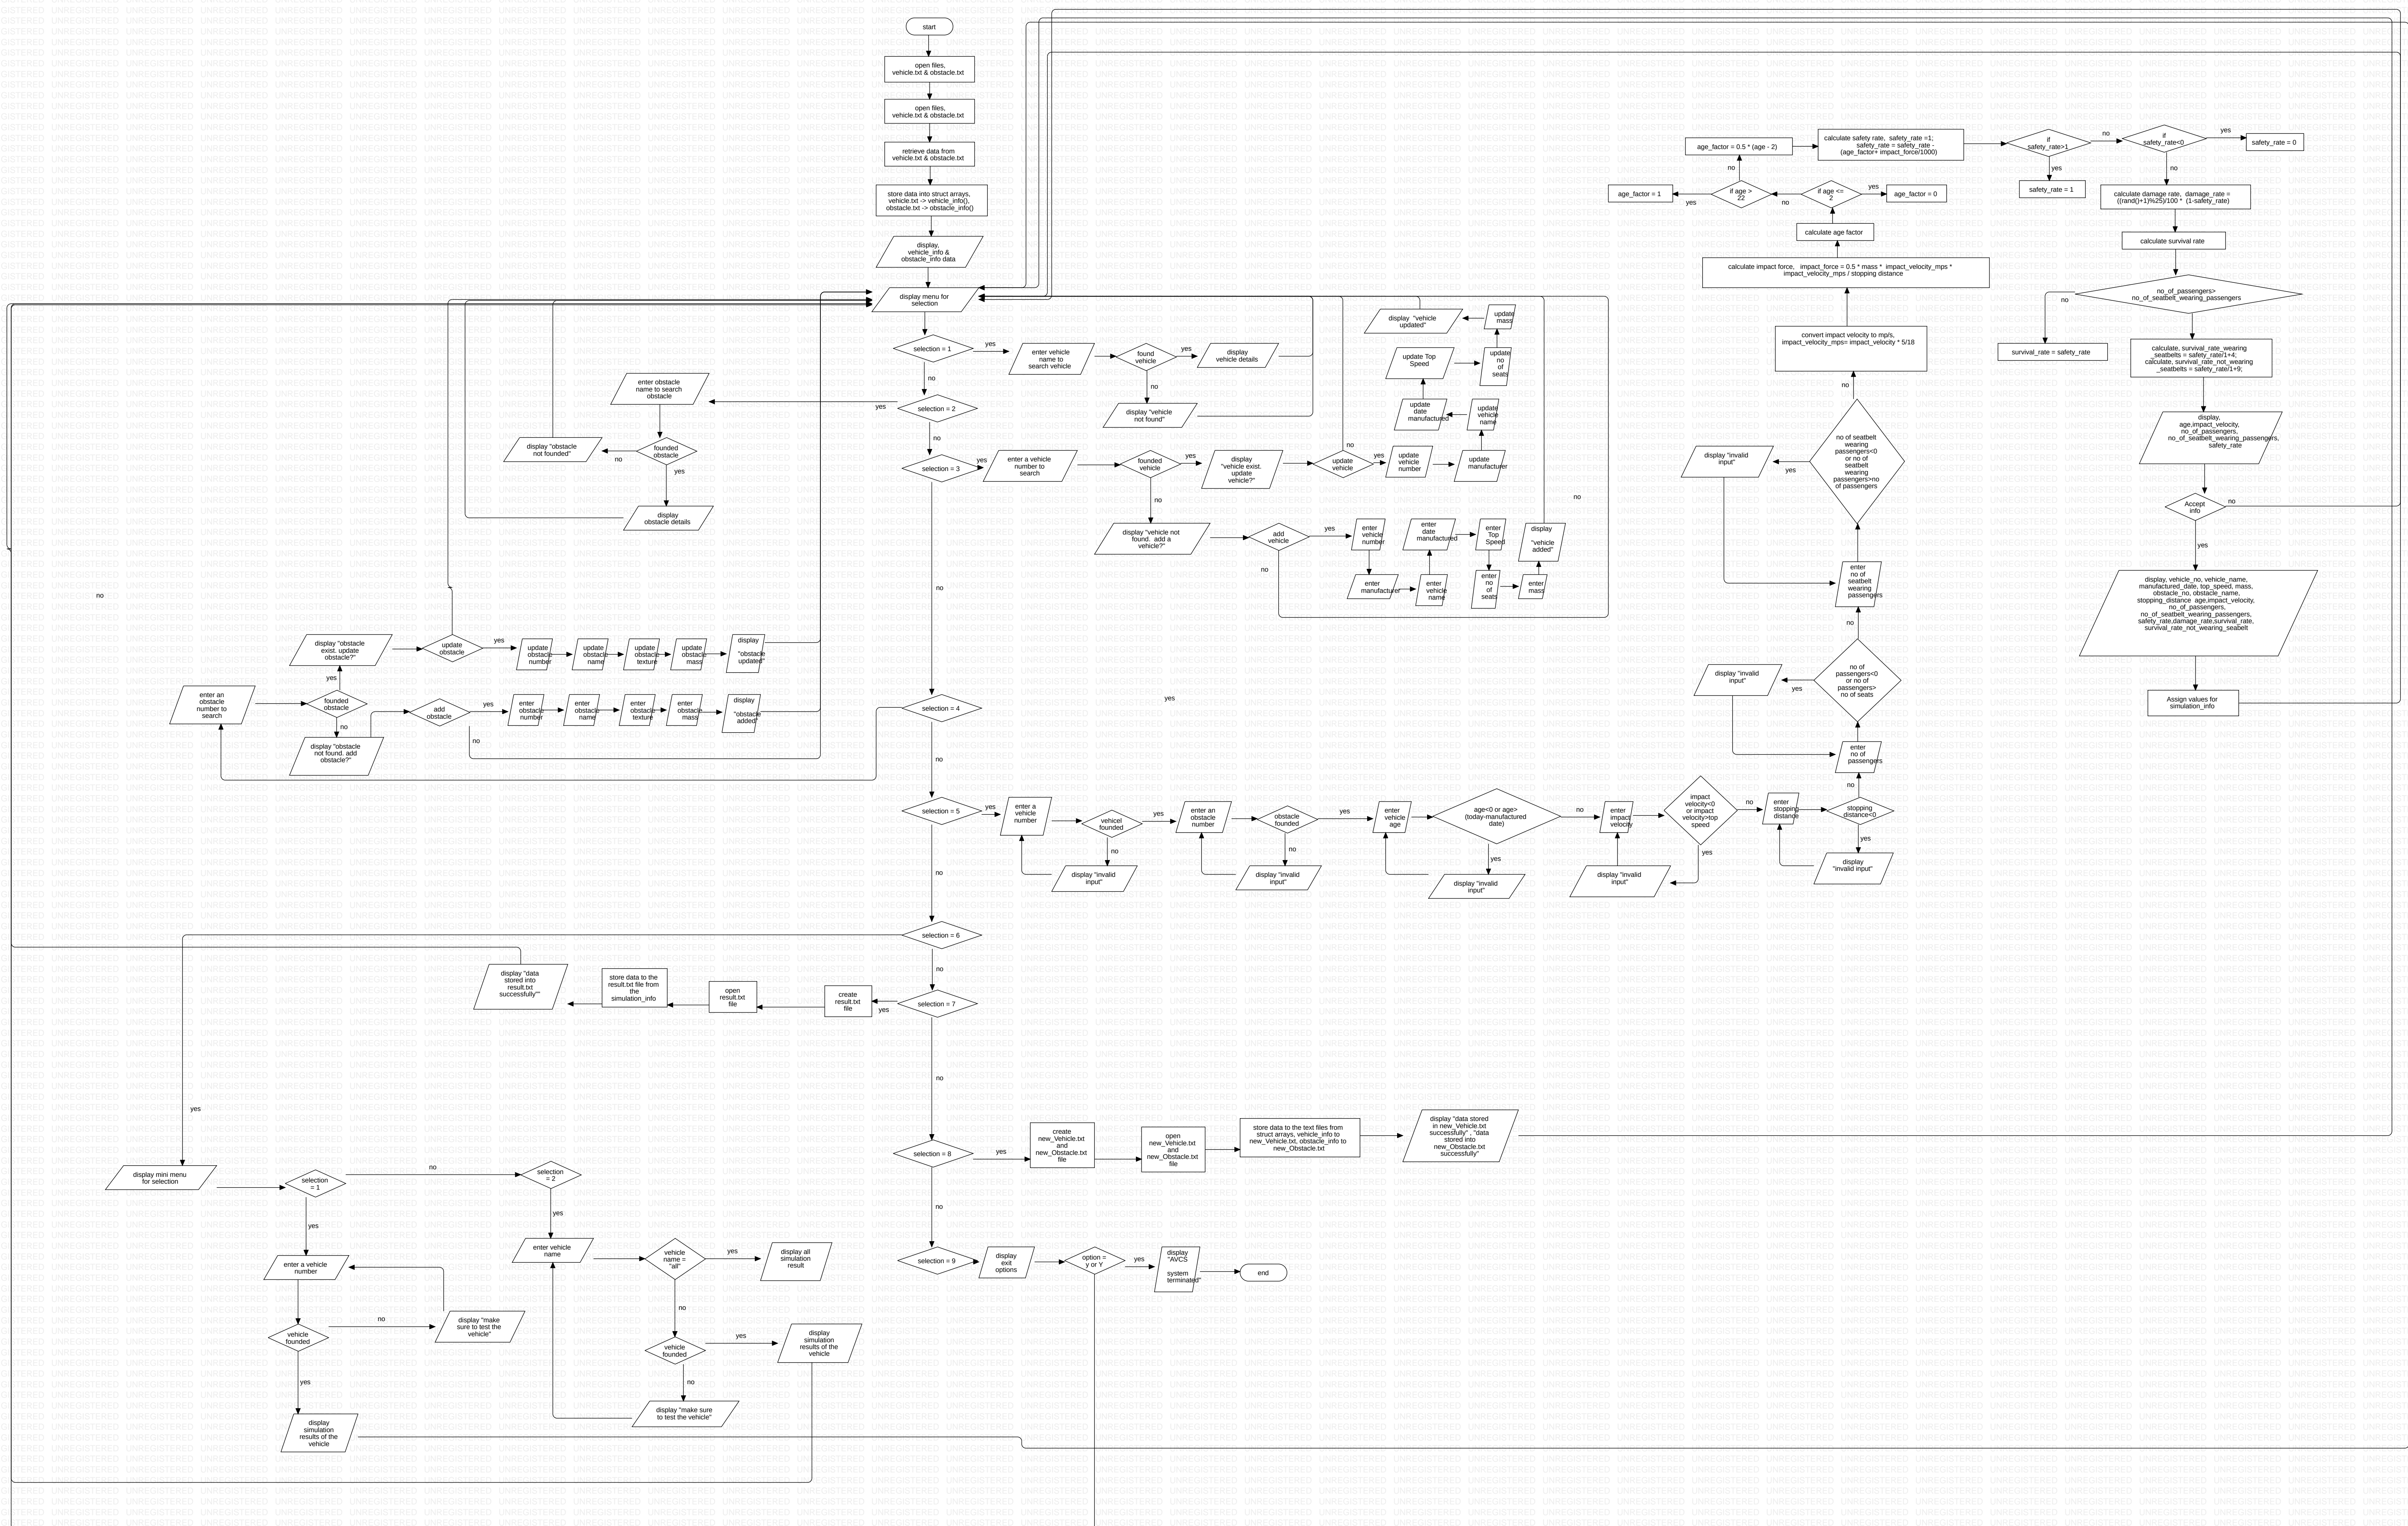 start
open files,
vehicle.txt & obstacle.txt
open files,
vehicle.txt & obstacle.txt
retrieve data from
vehicle.txt & obstacle.txt
store data into struct arrays,
vehicle.txt -> vehicle_info(),
obstacle.txt -> obstacle_info()
display,
vehicle_info &
obstacle_info data
display menu for
selection
selection = 1
yes
enter vehicle
name to
search vehicle
found
vehicle
yes
display
vehicle details
no
display "vehicle
not found"
no
selection = 2
yes
enter obstacle
name to search
obstacle
founded
obstacle
no
display "obstacle
not founded"
yes
display
obstacle details
no
selection = 3
yes
enter a vehicle
number to
search
founded
vehicle
yes
display
"vehicle exist.
update
vehicle?"
update
vehicle
no
yes
update
vehicle
number
update
manufacturer
update
vehicle
name
update
date
manufactured
update Top
Speed
update
no
of
seats
update
mass
display "vehicle
updated"
no
display "vehicle not
found. add a
vehicle?"
add
vehicle
no
yes
enter
vehicle
number
enter
manufacturer
enter
vehicle
name
enter
date
manufactured
enter
Top
Speed
enter
no
of
seats
enter
mass
display
"vehicle
added"
no
no
no
selection = 4
yes
enter an
obstacle
number to
search
founded
obstacle
yes
display "obstacle
exist. update
obstacle?"
update
obstacle
yes
update
obstacle
number
update
obstacle
name
update
obstacle
texture
update
obstacle
mass
display
"obstacle
updated"
no
display "obstacle
not found. add
obstacle?"
add
obstacle
no
yes
enter
obstacle
number
enter
obstacle
name
enter
obstacle
texture
enter
obstacle
mass
display
"obstacle
added"
no
selection = 5
yes
enter a
vehicle
number
vehicel
founded
no
display "invalid
input"
yes
enter an
obstacle
number
obstacle
founded
no
display "invalid
input"
yes
enter
vehicle
age
age<0 or age>
(today-manufactured
date)
yes
display "invalid
input"
no
enter
impact
velocity
impact
velocity<0
or impact
velocity>top
speed
yes
display "invalid
input"
no
enter
stopping
distance
stopping
distance<0
yes
display
"invalid input"
no
enter
no of
passengers
no of
passengers<0
or no of
passengers>
no of seats
yes
display "invalid
input"
no
enter
no of
seatbelt
wearing
passengers
no of seatbelt
wearing
passengers<0
or no of
seatbelt
wearing
passengers>no
of passengers
yes
display "invalid
input"
no
convert impact velocity to mp/s,
impact_velocity_mps= impact_velocity * 5/18
calculate impact force, impact_force = 0.5 * mass * impact_velocity_mps *
impact_velocity_mps / stopping distance
calculate age factor
if age <=
2
yes
age_factor = 0
no
if age >
22
yes
age_factor = 1
no
age_factor = 0.5 * (age - 2)
calculate safety rate, safety_rate =1;
safety_rate = safety_rate -
(age_factor+ impact_force/1000)
if
safety_rate>1
yes
safety_rate = 1
no
if
safety_rate<0
yes
safety_rate = 0
no
calculate damage rate, damage_rate =
((rand()+1)%25)/100 * (1-safety_rate)
calculate survival rate
no_of_passengers>
no_of_seatbelt_wearing_passengers
no
survival_rate = safety_rate
calculate, survival_rate_wearing
_seatbelts = safety_rate/1+4;
calculate, survival_rate_not_wearing
_seatbelts = safety_rate/1+9;
display,
age,impact_velocity,
no_of_passengers,
no_of_seatbelt_wearing_passengers,
safety_rate
Accept
info
no
yes
display, vehicle_no, vehicle_name,
manufactured_date, top_speed, mass,
obstacle_no, obstacle_name,
stopping_distance age,impact_velocity,
no_of_passengers,
no_of_seatbelt_wearing_passengers,
safety_rate,damage_rate,survival_rate,
survival_rate_not_wearing_seabelt
Assign values for
simulation_info
no
selection = 6
yes
display mini menu
for selection
selection
= 1
no
selection
= 2
yes
enter a vehicle
number
vehicle
founded
no
display "make
sure to test the
vehicle"
yes
display
simulation
results of the
vehicle
yes
enter vehicle
name
vehicle
name =
"all"
yes
display all
simulation
result
no
vehicle
founded
yes
display
simulation
results of the
vehicle
no
display "make sure
to test the vehicle"
no
selection = 7
yes
create
result.txt
file
open
result.txt
file
store data to the
result.txt file from
the
simulation_info
display "data
stored into
result.txt
successfully""
no
selection = 8
yes
create
new_Vehicle.txt
and
new_Obstacle.txt
file
open
new_Vehicle.txt
and
new_Obstacle.txt
file
store data to the text files from
struct arrays, vehicle_info to
new_Vehicle.txt, obstacle_info to
new_Obstacle.txt
display "data stored
in new_Vehicle.txt
successfully" , "data
stored into
new_Obstacle.txt
successfully"
no
selection = 9
display
exit
options
option =
y or Y
yes
display
"AVCS
system
terminated"
end